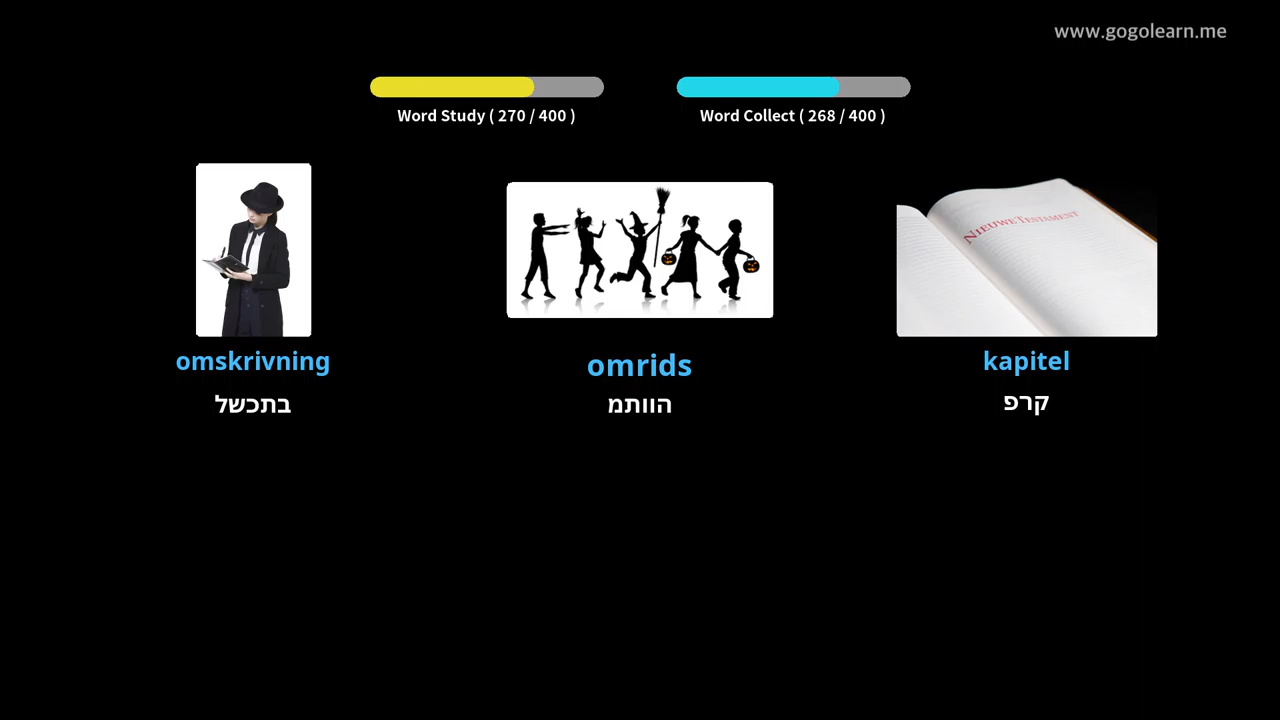 www.gogolearn.me
Word Study ( 270 / 400 )
Word Collect ( 268 / 400 )
NIEUWE TESTAMENT
omskrivning
בתכשל
omrids
הוותמ
kapitel
קרפ